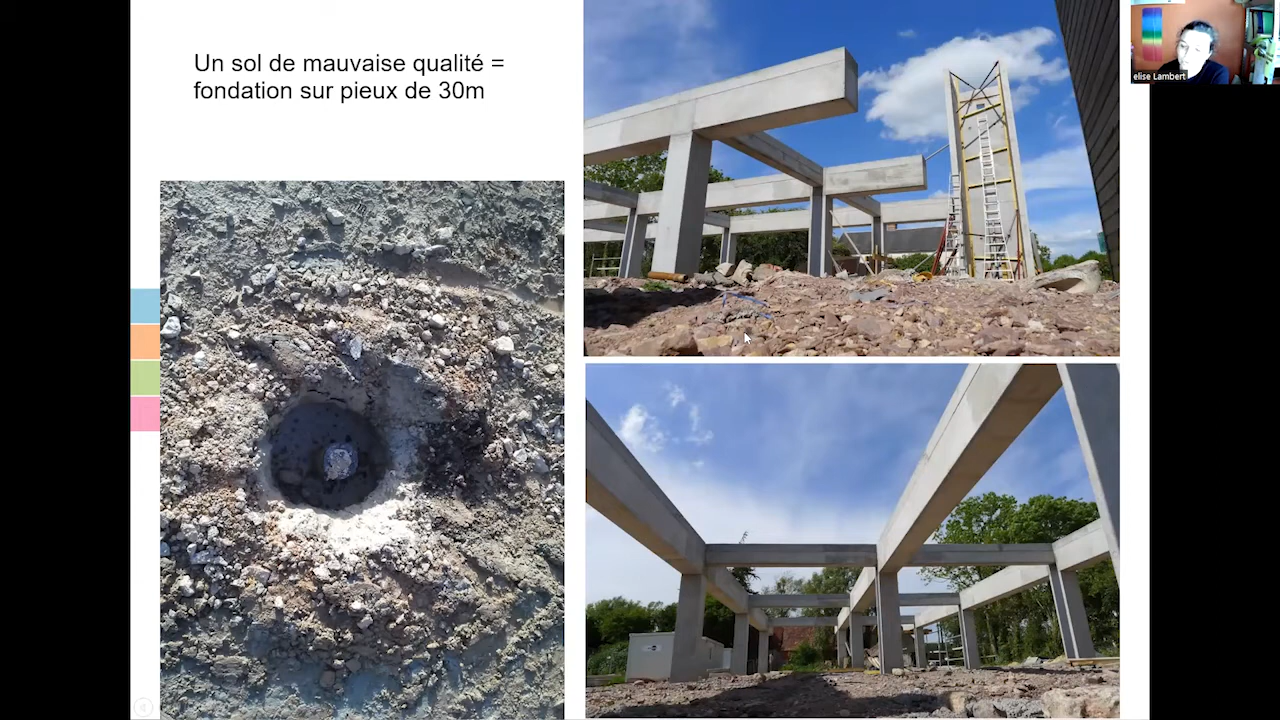 Un sol de mauvaise qualité =
fondation sur pieux de 30m
elise Lambert